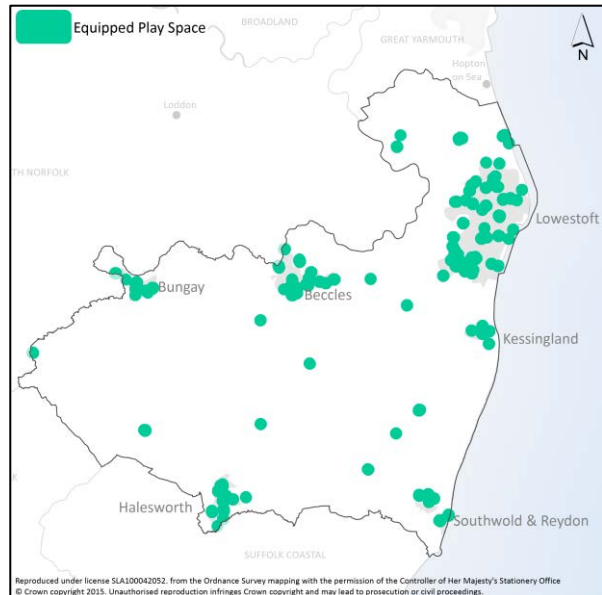 Equipped Play Space
BROADLAND
GREAT YARMOUTH
Hopton
on Sea
N
Loddon
TH NORFOLK
Lowestoft
Bungay
Beccles
Kessingland
Halesworth
Southwold & Reydon
SUFFOLK COASTAL
Reproduced under license SLA100042052. from the Ordnance Survey mapping with the permission of the Controller of Her Majesty's Stationery Office
© Crown copyright 2015. Unauthorised reproduction infringes Crown copyright and may lead to prosecution or civil proceedings.